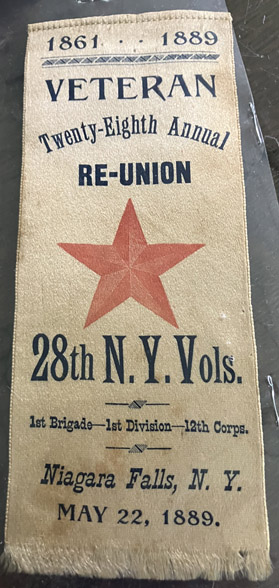 1861 . . . 1889
VETERAN
Twenty-Eighth Annual
RE-UNION
28th N. Y. Vols.
1st Brigade—1st Division—12th Corps.
Niagara Falls, N. Y.
MAY 22, 1889.